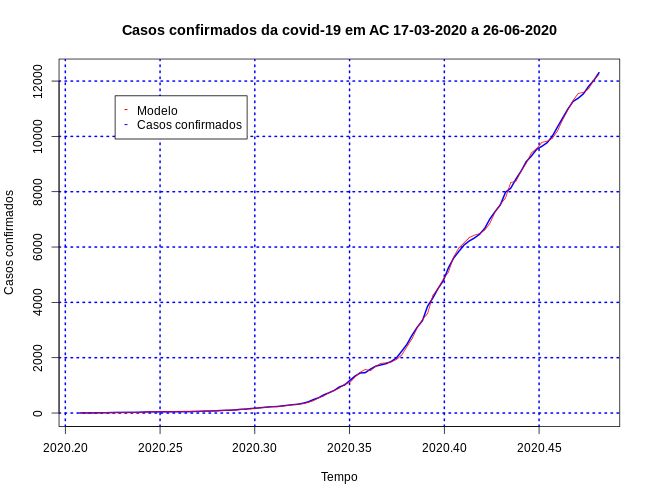 Casos confirmados da covid-19 em AC 17-03-2020 a 26-06-2020
Casos confirmados
12000
10000
8000
6000
4000
2000
0
Modelo
Casos confirmados
2020.20 2020.25 2020.30 2020.35 2020.40 2020.45
Tempo